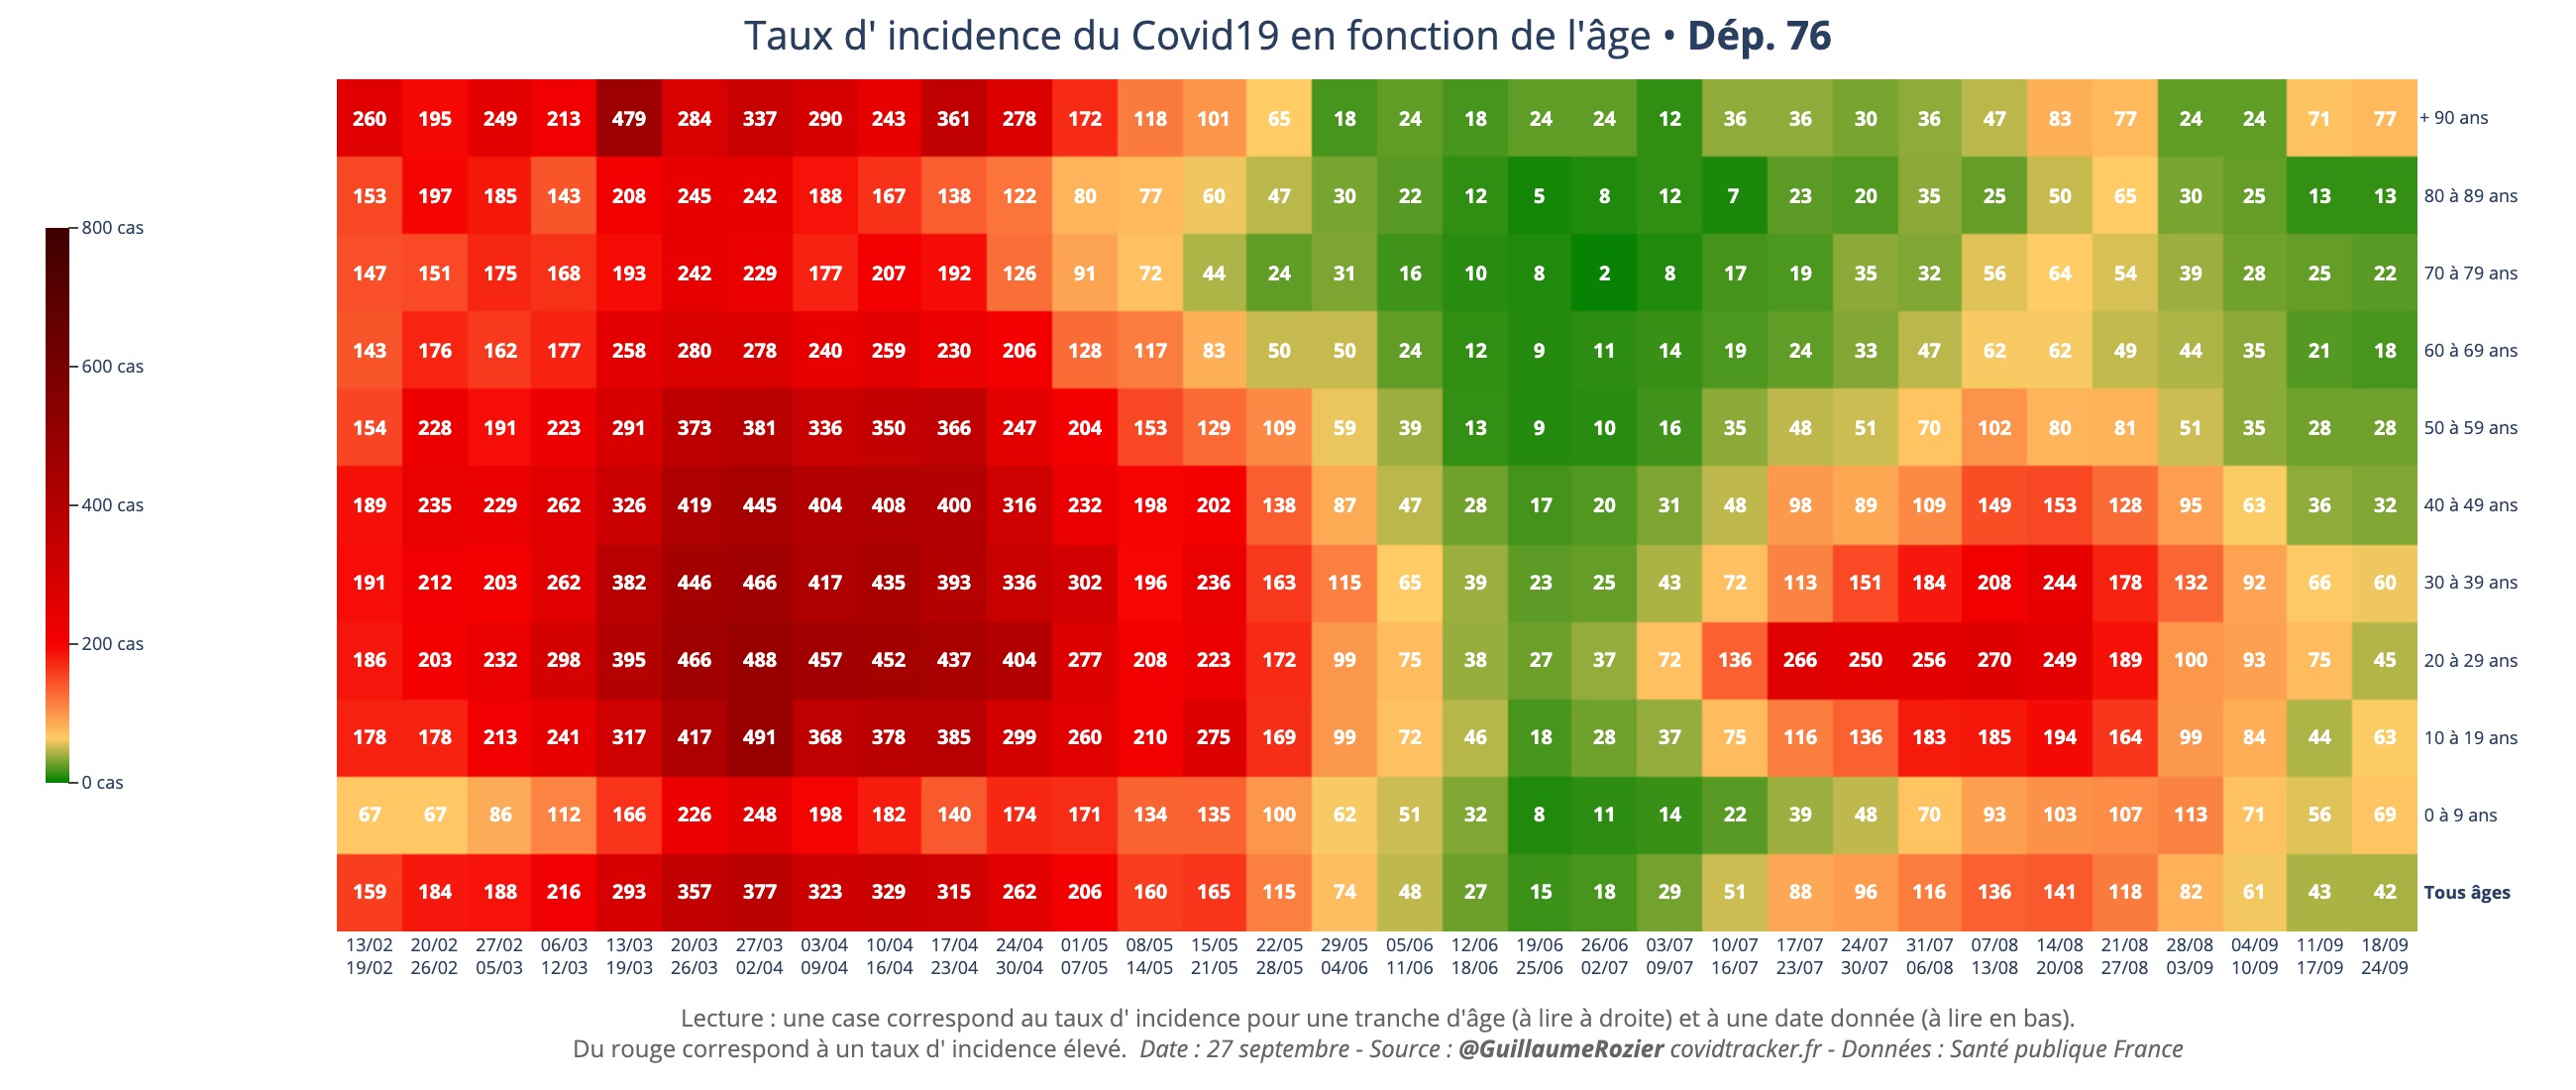 Taux d' incidence du Covid19 en fonction de l'âge • Dép. 76
260 195 249 213 479 284 337 290 243 361 278 172 118 101 65 18 24 18 24 24 12 36 36 30 36 47 83 77 24 24 71 77 + 90 ans
153 197 185 143 208 245 242 188 167 138 122 80 77 60 47 30 22 12 5 8 12 7 23 20 35 25 50 65 30 25 13 13 80 à 89 ans
800 cas
147 151 175 168 193 242 229 177 207 192 126 91 72 44 24 31 16 10 8 2 8 17 19 35 32 56 64 54 39 28 25 22 70 à 79 ans
143 176 162 177 258 280 278 240 259 230 206 128 117 83 50 50 24 12 9 11 14 19 24 33 47 62 62 49 44 35 21 18 60 à 69 ans
600 cas
154 228 191 223 291 373 381 336 350 366 247 204 153 129 109 59 39 13 9 10 16 35 48 51 70 102 80 81 51 35 28 28 50 à 59 ans
400 cas
189 235 229 262 326 419 445 404 408 400 316 232 198 202 138 87 47 28 17 20 31 48 98 89 109 149 153 128 95 63 36 32 40 à 49 ans
191 212 203 262 382 446 466 417 435 393 336 302 196 236 163 115 65 39 23 25 43 72 113 151 184 208 244 178 132 92 66 60 30 à 39 ans
200 cas
186 203 232 298 395 466 488 457 452 437 404 277 208 223 172 99 75 38 27 37 72 136 266 250 256 270 249 189 100 93 75 45 20 à 29 ans
178 178 213 241 317 417 491 368 378 385 299 260 210 275 169 99 72 46 18 28 37 75 116 136 183 185 194 164 99 84 44 63 10 à 19 ans
0 cas
67 67 86 112 166 226 248 198 182 140 174 171 134 135 100 62 51 32 8 11 14 22 39 48 70 93 103 107 113 71 56 69 0 à 9 ans
159 184 188 216 293 357 377 323 329 315 262 206 160 165 115 74 48 27 15 18 29 51 88 96 116 136 141 118 82 61 43 42 Tous âges
13/02 20/02 27/02 06/03 13/03 20/03 27/03 03/04 10/04 17/04 24/04 01/05 08/05 15/05 22/05 29/05 05/06 12/06 19/06 26/06 03/07 10/07 17/07 24/07 31/07 07/08 14/08 21/08 28/08 04/09 11/09 18/09
19/02 26/02 05/03 12/03 19/03 26/03 02/04 09/04 16/04 23/04 30/04 07/05 14/05 21/05 28/05 04/06 11/06 18/06 25/06 02/07 09/07 16/07 23/07 30/07 06/08 13/08 20/08 27/08 03/09 10/09 17/09 24/09
Lecture : une case correspond au taux d' incidence pour une tranche d'âge (à lire à droite) et à une date donnée (à lire en bas).
Du rouge correspond à un taux d' incidence élevé. Date : 27 septembre - Source : @GuillaumeRozier covidtracker.fr - Données : Santé publique France